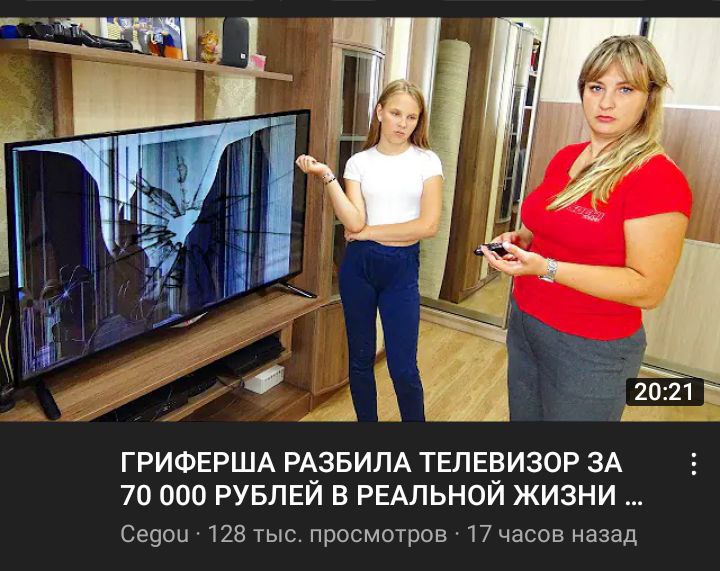 20:21
ГРИФЕРША РАЗБИЛА ТЕЛЕВИЗОР ЗА
70 000 РУБЛЕЙ В РЕАЛЬНОЙ ЖИЗНИ ...
Cegou · 128 тыс. просмотров · 17 часов назад